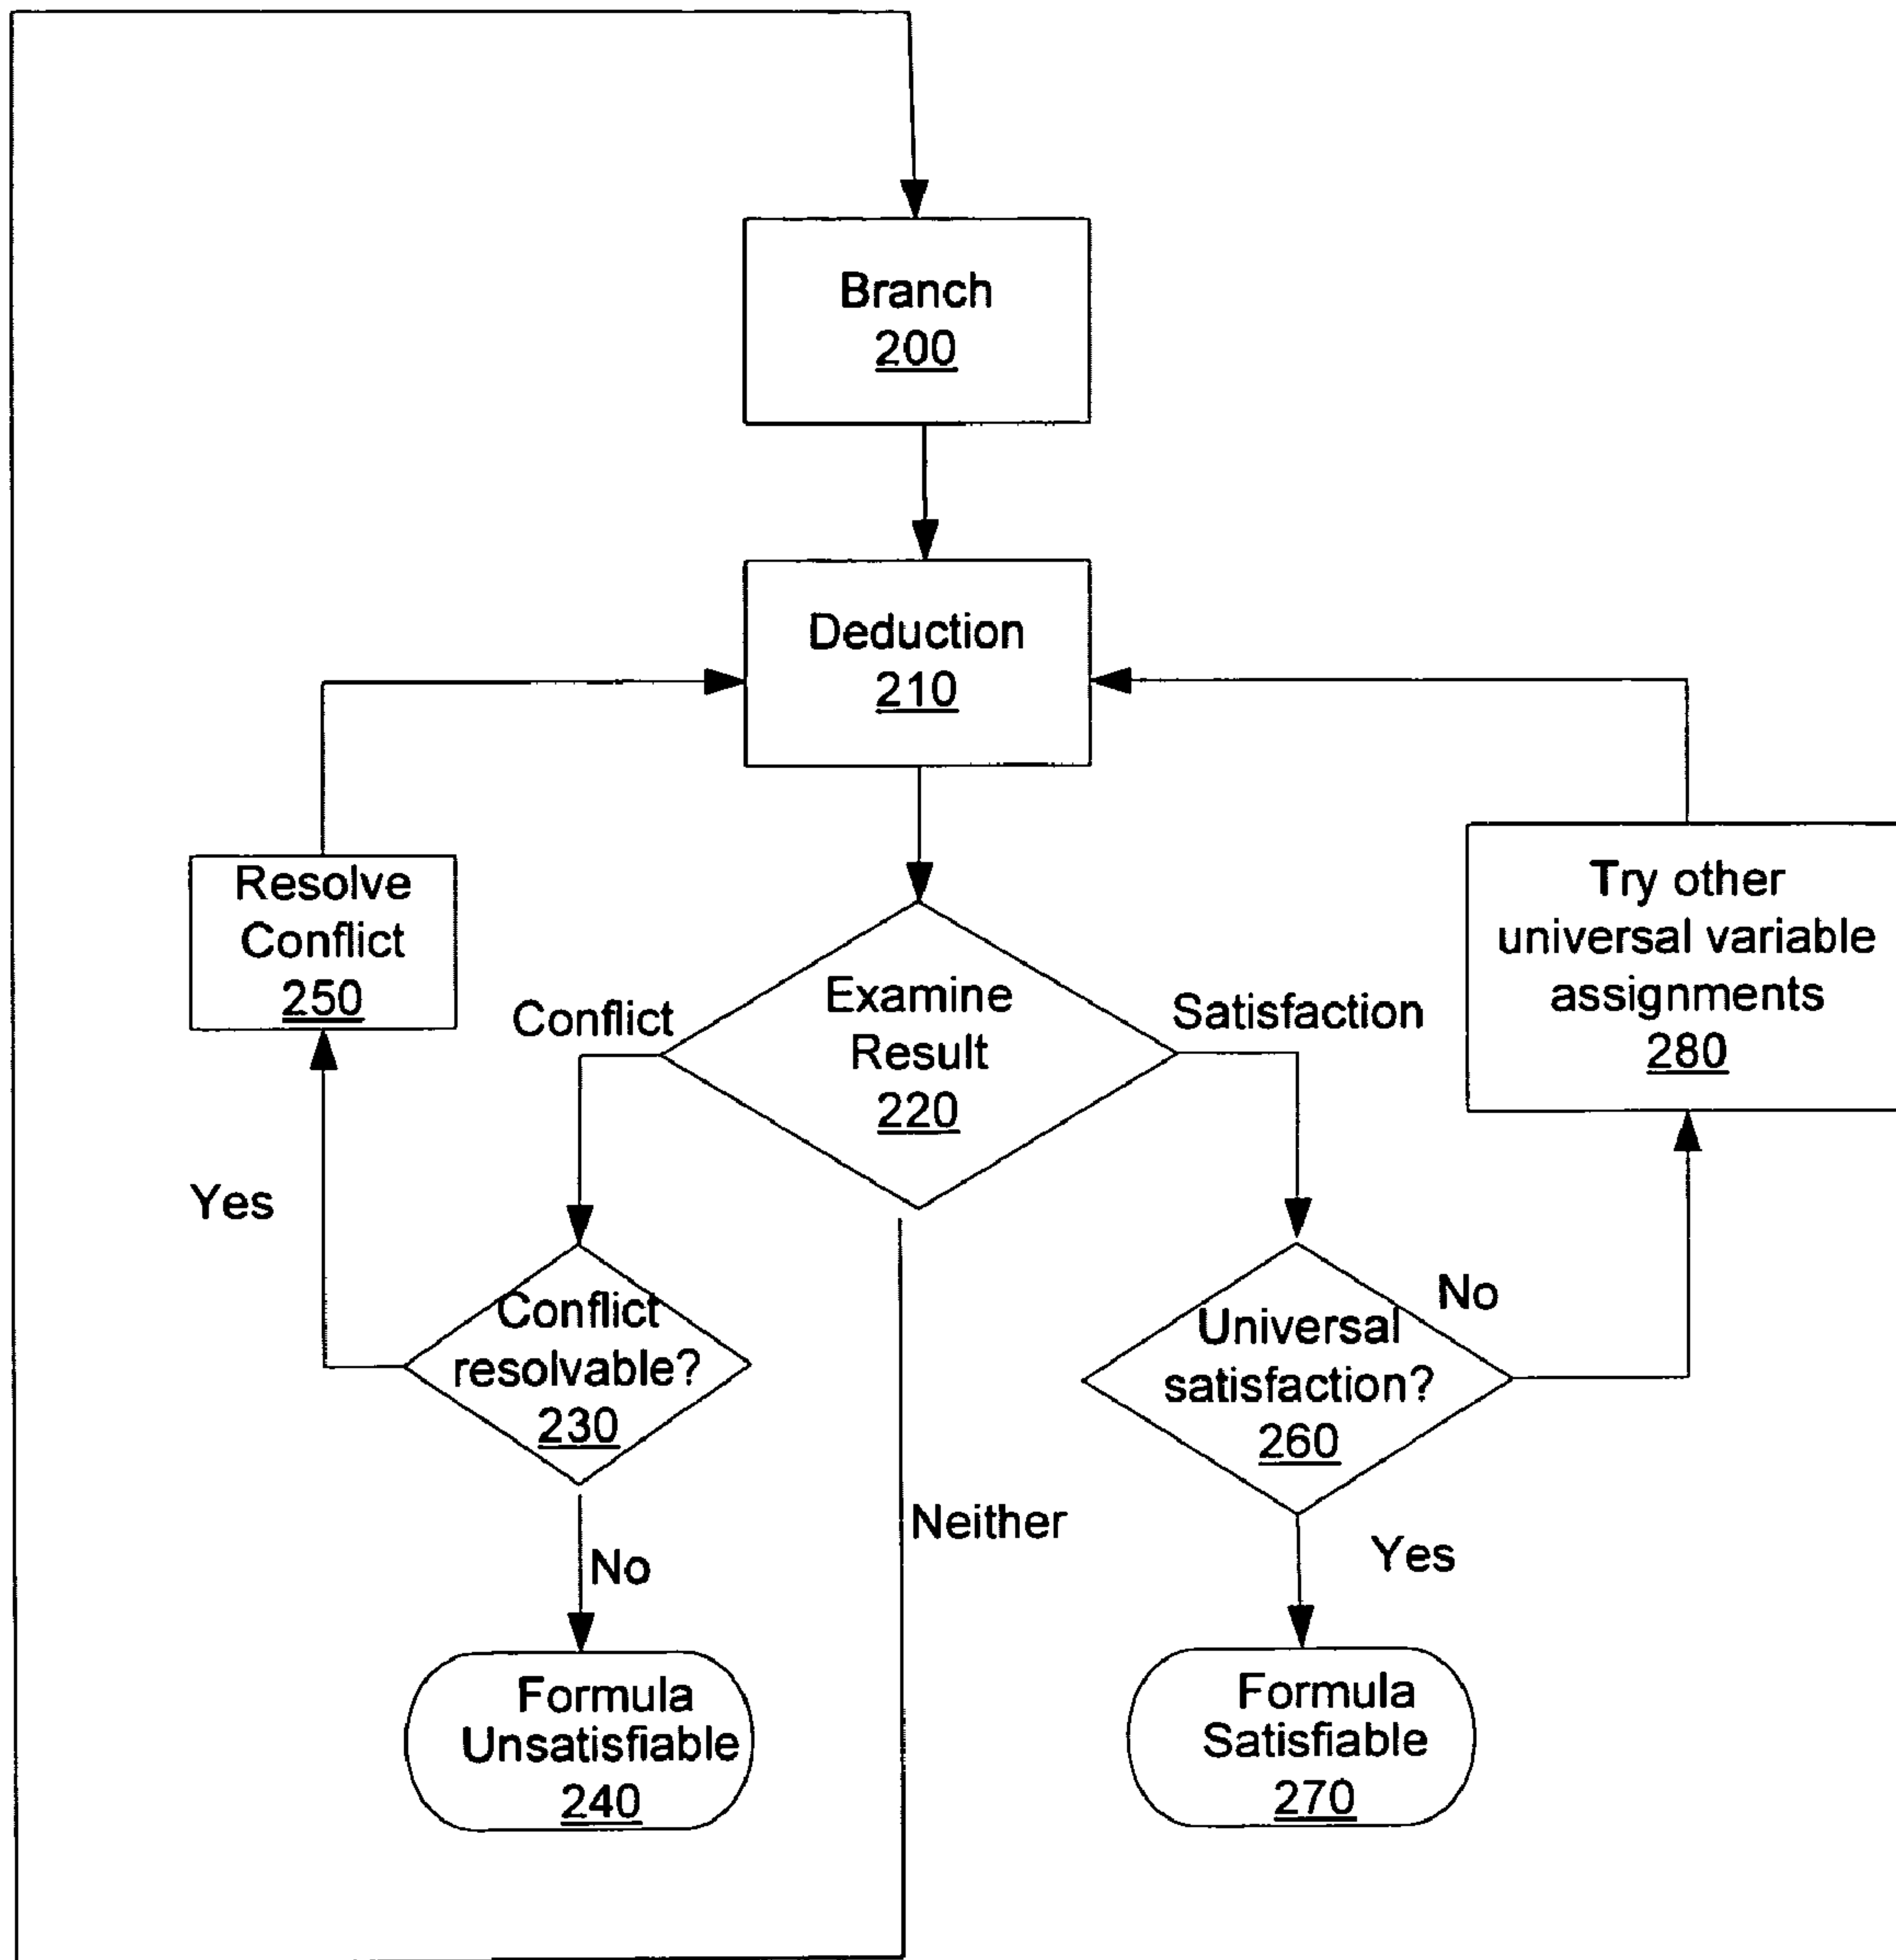 Branch
200
Deduction
210
Resolve
Conflict
250
Try other
universal variable
assignments
280
Examine
Result
220
Conflict
Satisfaction
Yes
Conflict
resolvable?
230
No
Universal
satisfaction?
260
Neither
No
Yes
Formula
Unsatisfiable
240
Formula
Satisfiable
270